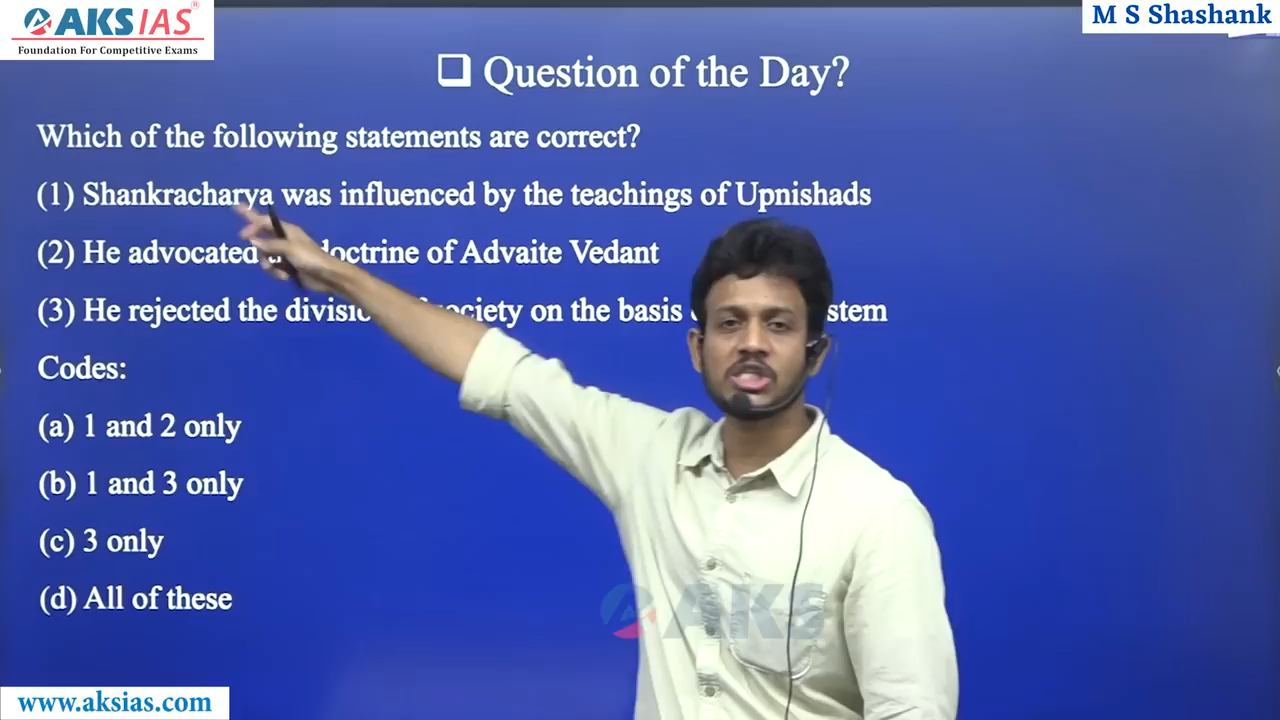 AKSIAS®
Foundation For Competitive Exams
M S Shashank
❑ Question of the Day?
Which of the following statements are correct?
(1) Shankracharya was influenced by the teachings of Upnishads
(2) He advocated doctrine of Advaite Vedant
(3) He rejected the society on the basis
Codes:
(a) 1 and 2 only
(b) 1 and 3 only
(c) 3 only
(d) All of these
AKS
www.aksias.com